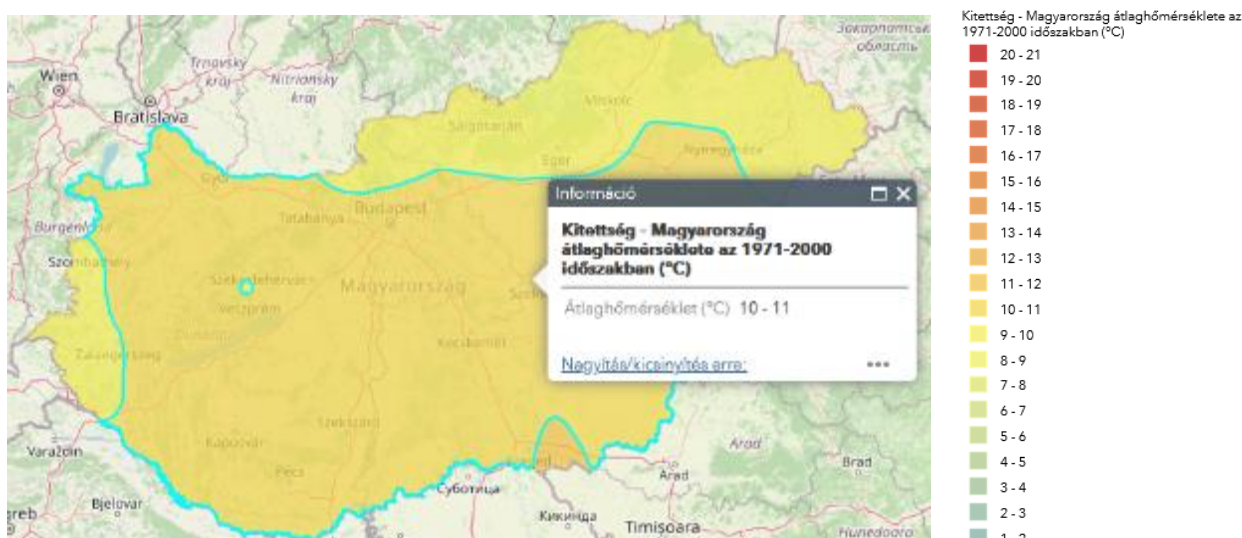 Kitettség - Magyarország átlaghőmérséklete az
1971-2000 időszakban (°C)
20 - 21
19 - 20
18 - 19
17 - 18
16 - 17
15 - 16
14 - 15
13 - 14
12 - 13
11 - 12
10 - 11
9 - 10
8 - 9
7 - 8
6 - 7
5 - 6
4 - 5
3 - 4
2 - 3
Закарпатська
область
Wien
Trnavský
kraj
Nitriansky
kraj
Bratislava
Miskolc
Salgótarján
Eger
Nyíregyháza
Győr
Tatabánya
Budapest
Burgenland
Szombathely
Székesfehérvár
Magyarország
Veszprém
Kecskemét
Zalaegerszeg
Szekszárd
Kaposvár
Pécs
Varaždin
Bjelovar
Суботица
Кикинда
Timișoara
Arad
Arad
Brad
Hunedoara
Információ
Kitettség - Magyarország
átlaghőmérséklete az 1971-2000
időszakban (°C)
Átlaghőmérséklet (°C) 10 - 11
Nagyítás/kicsinyítés erre: